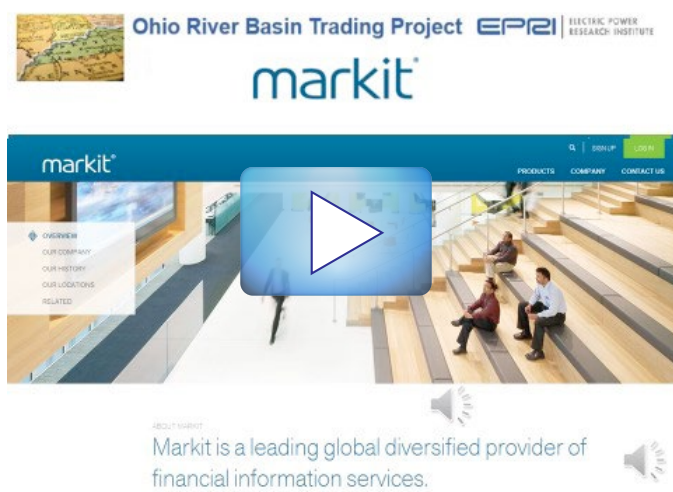 Ohio River Basin Trading Project
EPRI
ELECTRIC POWER
RESEARCH INSTITUTE
markit
SIGN UP
LOG IN
markit
PRODUCTS COMPANY CONTACT US
OVERVIEW
OUR COMPANY
OUR HISTORY
OUR LOCATIONS
RELATED
ABOUT MARKIT
Markit is a leading global diversified provider of
financial information services.